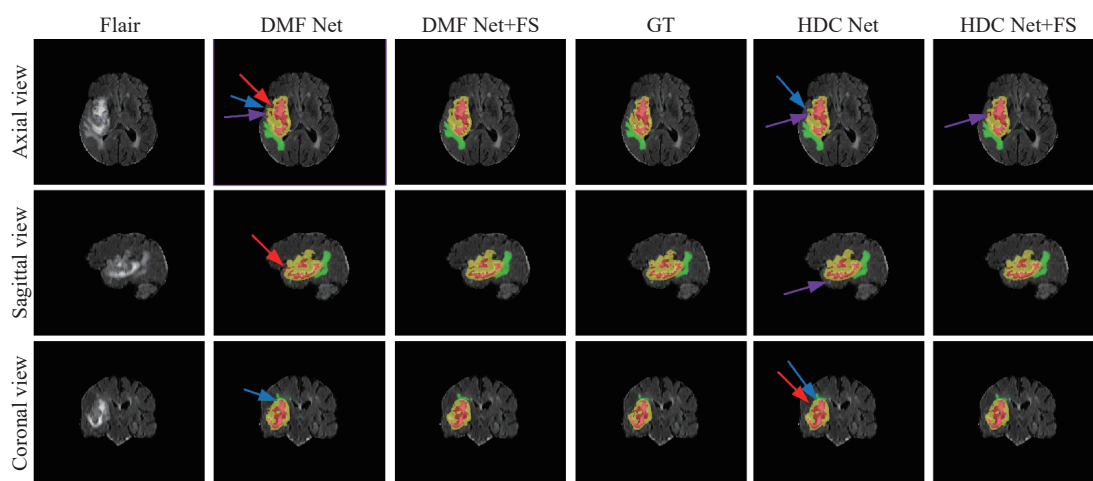 Flair DMF Net DMF Net+FS GT HDC Net HDC Net+FS
Axial view
Sagittal view
Coronal view